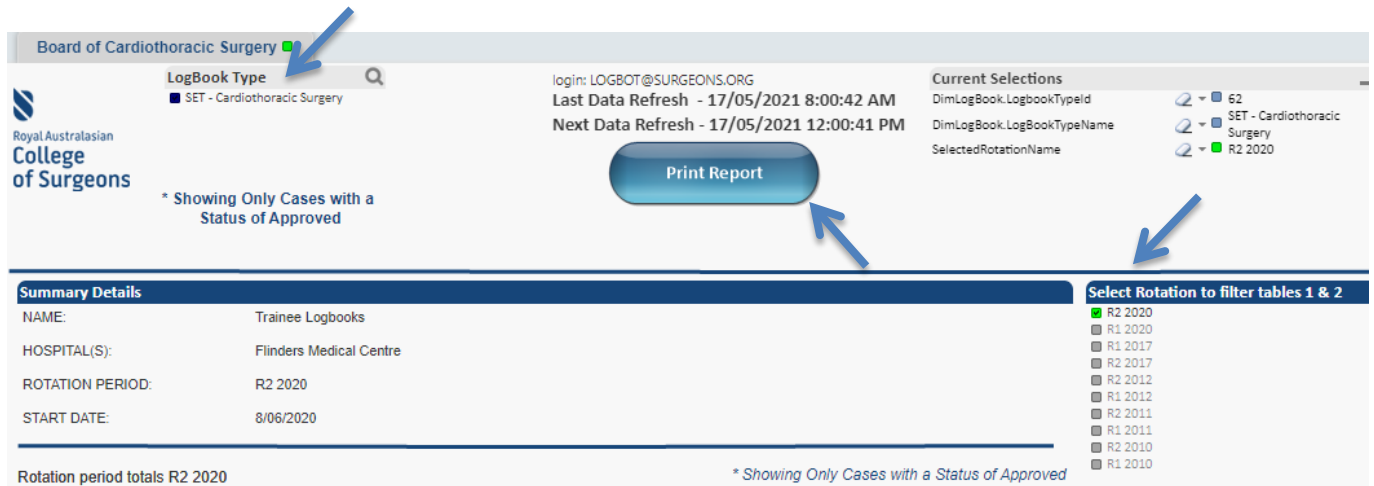 Board of Cardiothoracic Surgery
LogBook Type
SET - Cardiothoracic Surgery
Royal Australasian
College
of Surgeons
* Showing Only Cases with a
Status of Approved
login: LOGBOT@SURGEONS.ORG
Last Data Refresh - 17/05/2021 8:00:42 AM
Next Data Refresh - 17/05/2021 12:00:41 PM
Print Report
Current Selections
DimLogBook.LogbookTypeId 62
DimLogBook.LogBookTypeName SET - Cardiothoracic
Surgery
SelectedRotationName R2 2020
Summary Details
NAME: Trainee Logbooks
HOSPITAL(S): Flinders Medical Centre
ROTATION PERIOD: R2 2020
START DATE: 8/06/2020
Select Rotation to filter tables 1 & 2
R2 2020
R1 2020
R1 2017
R2 2017
R2 2012
R1 2012
R2 2011
R1 2011
R2 2010
R1 2010
Rotation period totals R2 2020
* Showing Only Cases with a Status of Approved